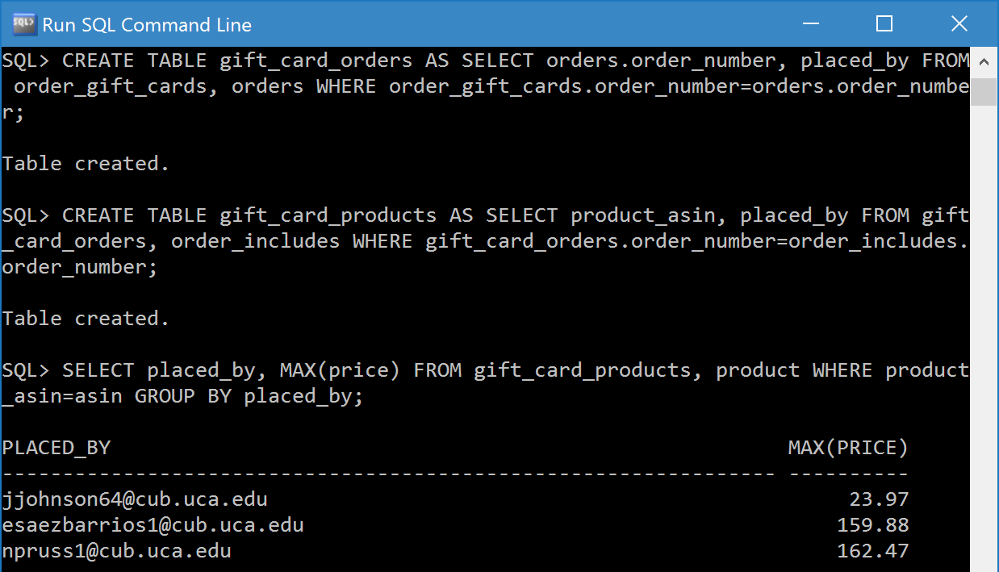 Run SQL Command Line
SQL> CREATE TABLE gift_card_orders AS SELECT orders.order_number, placed_by FROM
 order_gift_cards, orders WHERE order_gift_cards.order_number=orders.order_numbe
r;
Table created.
SQL> CREATE TABLE gift_card_products AS SELECT product_asin, placed_by FROM gift
_card_orders, order_includes WHERE gift_card_orders.order_number=order_includes.
order_number;
Table created.
SQL> SELECT placed_by, MAX(price) FROM gift_card_products, product WHERE product
_asin=asin GROUP BY placed_by;
PLACED_BY MAX(PRICE)
---------------------------------------------------------------- ----------
jjohnson64@cub.uca.edu 23.97
esaezbarrios1@cub.uca.edu 159.88
npruss1@cub.uca.edu 162.47